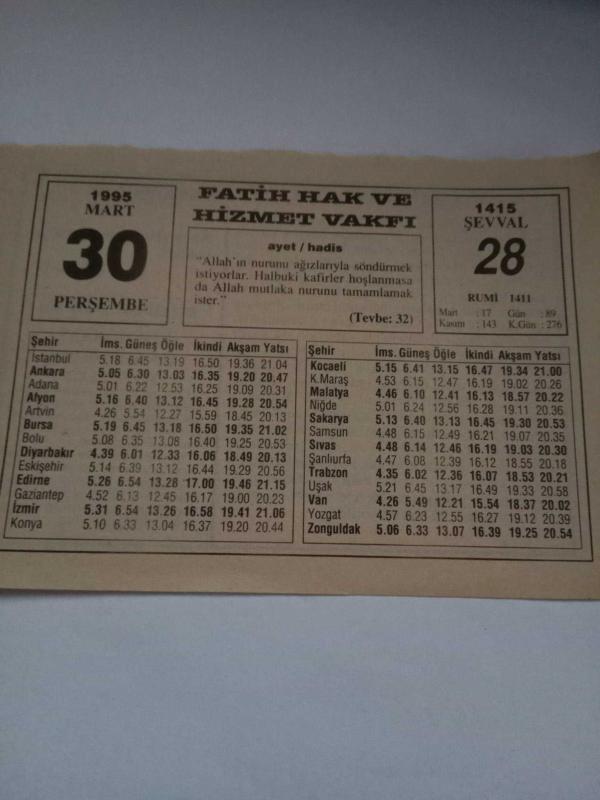 1995
MART
30
PERŞEMBE
FATİH HAK VE
HİZMET VAKFI
ayet / hadis
"Allah'ın nurunu ağızlarıyla söndürmek
istiyorlar. Halbuki kafirler hoşlanmasa
da Allah mutlaka nurunu tamamlamak
ister."
(Tevbe: 32)
1415
ŞEVVAL
28
RUMİ 1411
Mart : 17 Gün : 89
Kasım : 143 K.Gün : 276
Şehir İms. Güneş Öğle İkindi Akşam Yatsı
İstanbul 5.18 6.45 13.19 16.50 19.36 21.04
Ankara 5.05 6.30 13.03 16.35 19.20 20.47
Adana 5.01 6.22 12.53 16.25 19.09 20.31
Afyon 5.16 6.40 13.12 16.45 19.28 20.54
Artvin 4.26 5.54 12.27 15.59 18.45 20.13
Bursa 5.19 6.45 13.18 16.50 19.35 21.02
Bolu 5.08 6.35 13.08 16.40 19.25 20.53
Diyarbakır 4.39 6.01 12.33 16.06 18.49 20.13
Eskişehir 5.14 6.39 13.12 16.44 19.29 20.56
Edirne 5.26 6.54 13.28 17.00 19.46 21.15
Gaziantep 4.52 6.13 12.45 16.17 19.00 20.23
İzmir 5.31 6.54 13.26 16.58 19.41 21.06
Konya 5.10 6.33 13.04 16.37 19.20 20.44
Şehir İms. Güneş Öğle İkindi Akşam Yatsı
Kocaeli 5.15 6.41 13.15 16.47 19.34 21.00
K.Maraş 4.53 6.15 12.47 16.19 19.02 20.26
Malatya 4.46 6.10 12.41 16.13 18.57 20.22
Niğde 5.01 6.24 12.56 16.28 19.11 20.36
Sakarya 5.13 6.40 13.13 16.45 19.30 20.53
Samsun 4.48 6.15 12.49 16.21 19.07 20.35
Sıvas 4.48 6.14 12.46 16.19 19.03 20.30
Şanlıurfa 4.47 6.08 12.39 16.12 18.55 20.18
Trabzon 4.35 6.02 12.36 16.07 18.53 20.21
Uşak 5.21 6.45 13.17 16.49 19.33 20.58
Van 4.26 5.49 12.21 15.54 18.37 20.02
Yozgat 4.57 6.23 12.55 16.27 19.12 20.39
Zonguldak 5.06 6.33 13.07 16.39 19.25 20.54